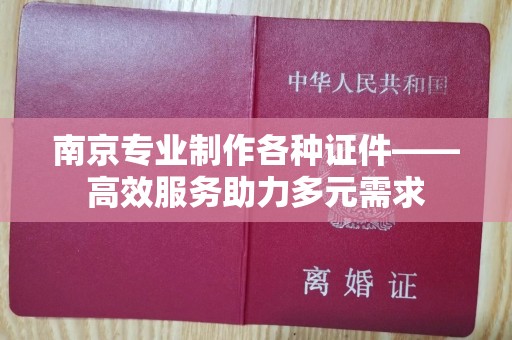 中华人民共和国
南京专业制作各种证件——
高效服务助力多元需求
离婚证